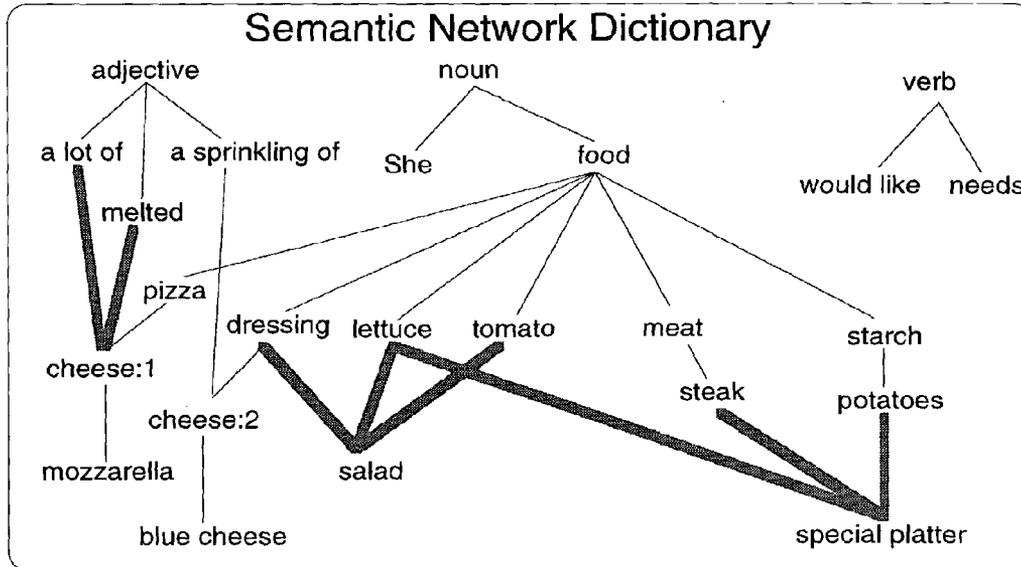 Semantic Network Dictionary
adjective
noun
verb
a lot of
a sprinkling of
She
food
would like
needs
melted
pizza
dressing
lettuce
tomato
meat
starch
cheese:1
steak
potatoes
cheese:2
mozzarella
salad
blue cheese
special platter